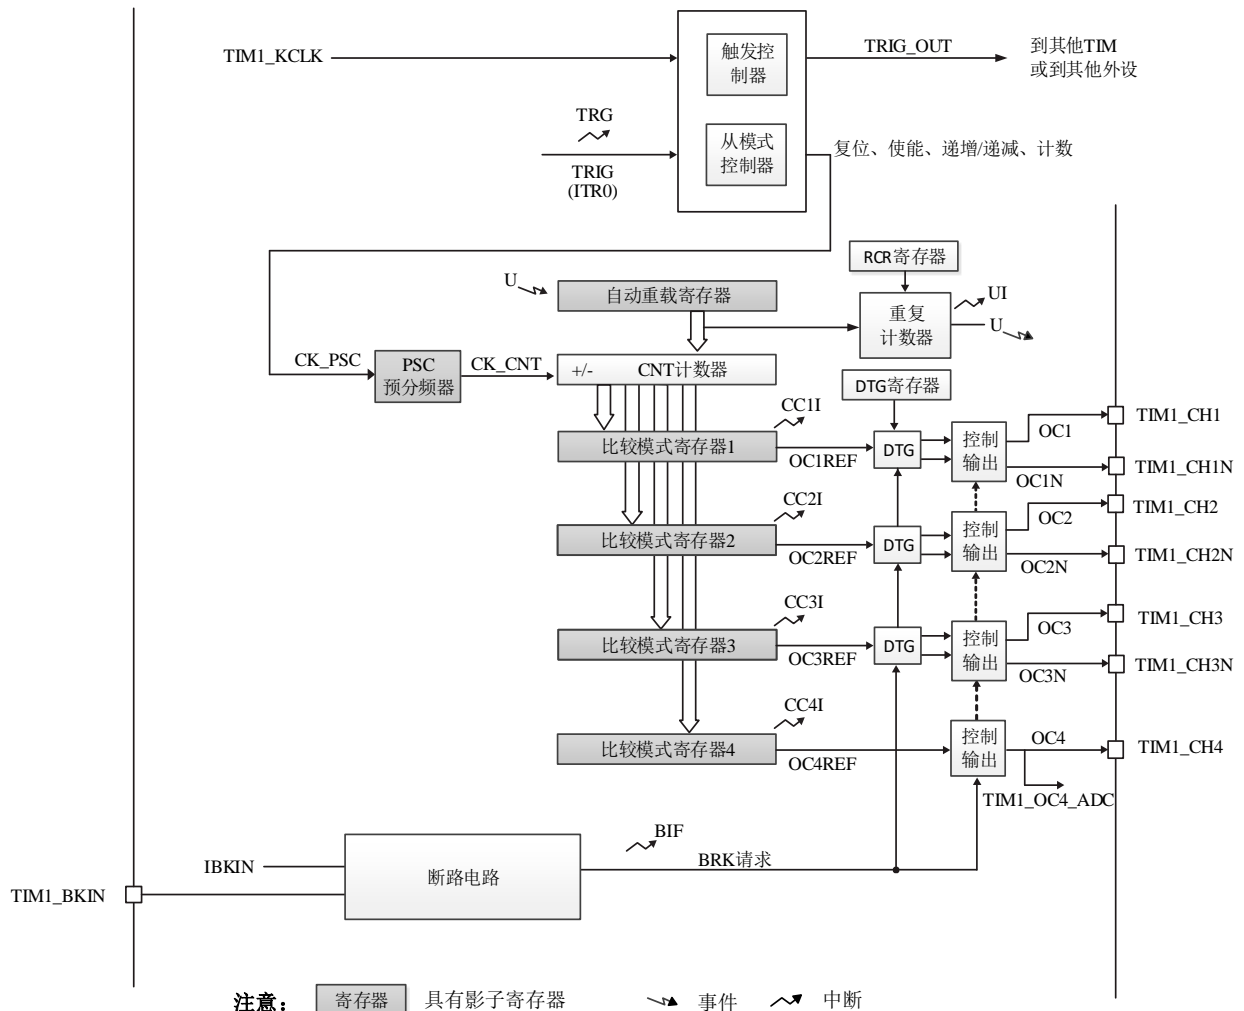 TIM1_KCLK
触发控
制器
TRIG_OUT
到其他TIM
或到其他外设
TRG
TRIG
(ITR0)
从模式
控制器
复位、使能、递增/递减、计数
RCR寄存器
U
自动重载寄存器
重复
计数器
UI
U
CK_PSC
PSC
预分频器
CK_CNT
+/-
CNT计数器
DTG寄存器
CC1I
比较模式寄存器1
OC1REF
DTG
控制
输出
OC1
OC1N
TIM1_CH1
TIM1_CH1N
CC2I
比较模式寄存器2
OC2REF
DTG
控制
输出
OC2
OC2N
TIM1_CH2
TIM1_CH2N
CC3I
比较模式寄存器3
OC3REF
DTG
控制
输出
OC3
OC3N
TIM1_CH3
TIM1_CH3N
CC4I
比较模式寄存器4
OC4REF
控制
输出
OC4
TIM1_CH4
TIM1_OC4_ADC
IBKIN
TIM1_BKIN
断路电路
BIF
BRK请求
注意：
寄存器
具有影子寄存器
事件
中断